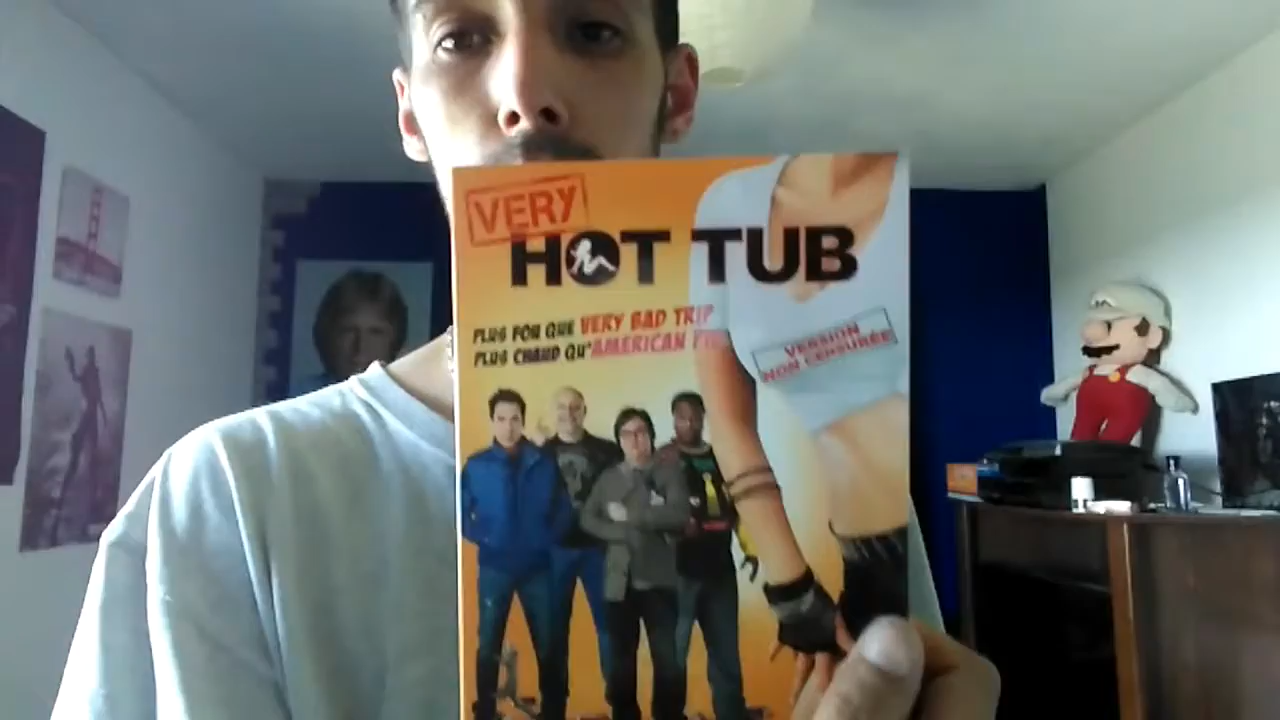 VERY
HOT TUB
PLUS FOU QUE VERY BAD TRIP
PLUS CHAUD QU'AMERICAN
VERSION
NON CENSURÉE